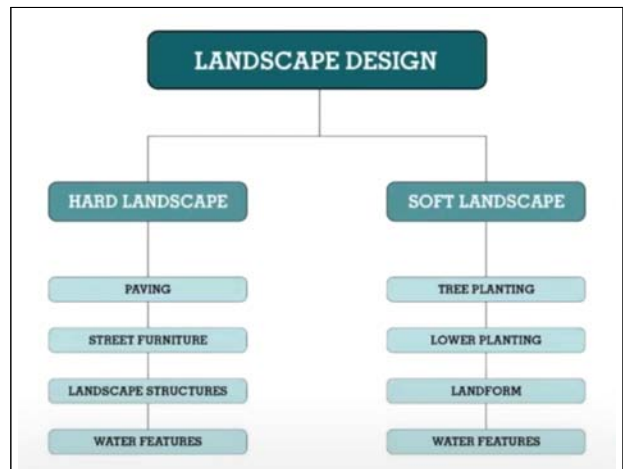 LANDSCAPE DESIGN
HARD LANDSCAPE
PAVING
STREET FURNITURE
LANDSCAPE STRUCTURES
WATER FEATURES
SOFT LANDSCAPE
TREE PLANTING
LOWER PLANTING
LANDFORM
WATER FEATURES